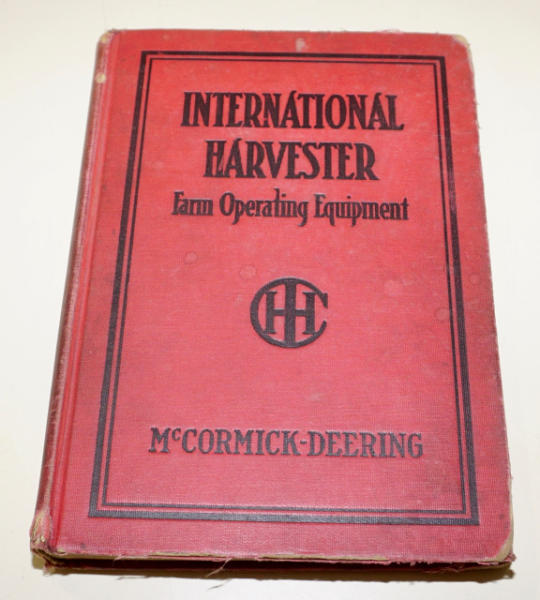 INTERNATIONAL
HARVESTER
Farm Operating Equipment
IHC
McCORMICK-DEERING